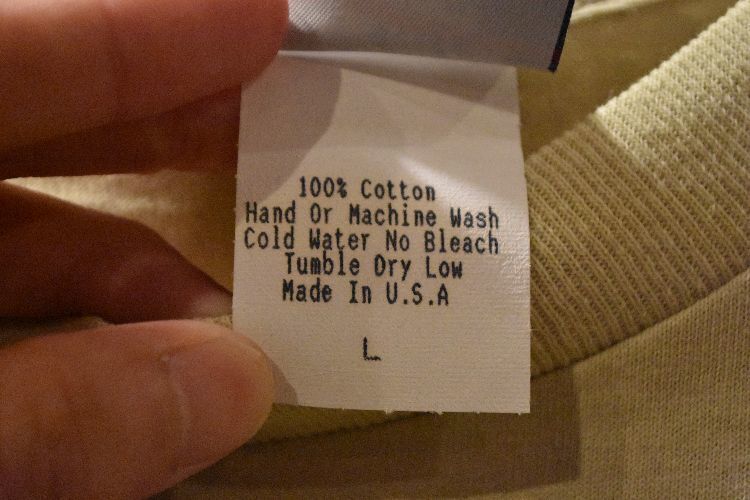 100% Cotton
Hand Or Machine Wash
Cold Water No Bleach
Tumble Dry Low
Made In U.S.A
L